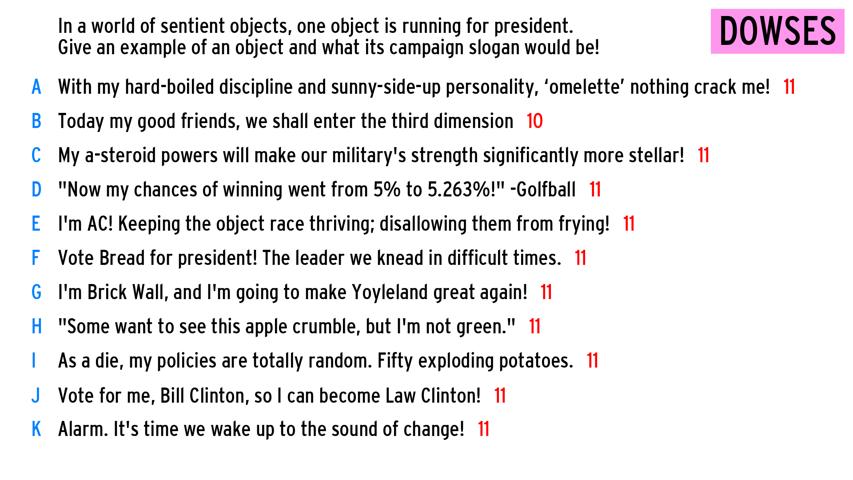 In a world of sentient objects, one object is running for president.
Give an example of an object and what its campaign slogan would be!
DOWSES
A With my hard-boiled discipline and sunny-side-up personality, ‘omelette’ nothing crack me! 11
B Today my good friends, we shall enter the third dimension 10
C My a-steroid powers will make our military's strength significantly more stellar! 11
D "Now my chances of winning went from 5% to 5.263%!" -Golfball 11
E I'm AC! Keeping the object race thriving; disallowing them from frying! 11
F Vote Bread for president! The leader we knead in difficult times. 11
G I'm Brick Wall, and I'm going to make Yoyleland great again! 11
H "Some want to see this apple crumble, but I'm not green." 11
I As a die, my policies are totally random. Fifty exploding potatoes. 11
J Vote for me, Bill Clinton, so I can become Law Clinton! 11
K Alarm. It's time we wake up to the sound of change! 11